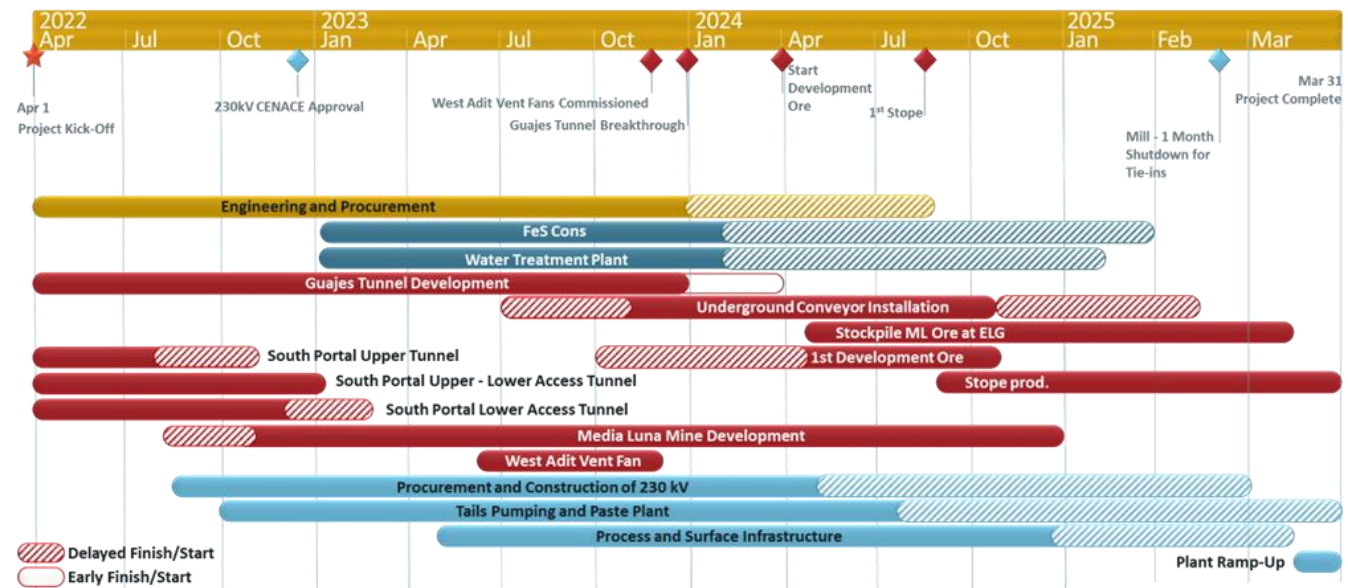 2022 2023 2024 2025
Apr Jul Oct Jan Apr Jul Oct Jan Apr Jul Oct Jan Feb Mar
Apr 1
Project Kick-Off
230kV CENACE Approval
West Adit Vent Fans Commissioned
Guajes Tunnel Breakthrough
Start
Development
Ore
1st Stope
Mill - 1 Month
Shutdown for
Tie-ins
Mar 31
Project Complete
Engineering and Procurement
FeS Cons
Water Treatment Plant
Guajes Tunnel Development
Underground Conveyor Installation
Stockpile ML Ore at ELG
South Portal Upper Tunnel
1st Development Ore
South Portal Upper - Lower Access Tunnel
Stope prod.
South Portal Lower Access Tunnel
Media Luna Mine Development
West Adit Vent Fan
Procurement and Construction of 230 kV
Tails Pumping and Paste Plant
Process and Surface Infrastructure
Delayed Finish/Start
Plant Ramp-Up
Early Finish/Start